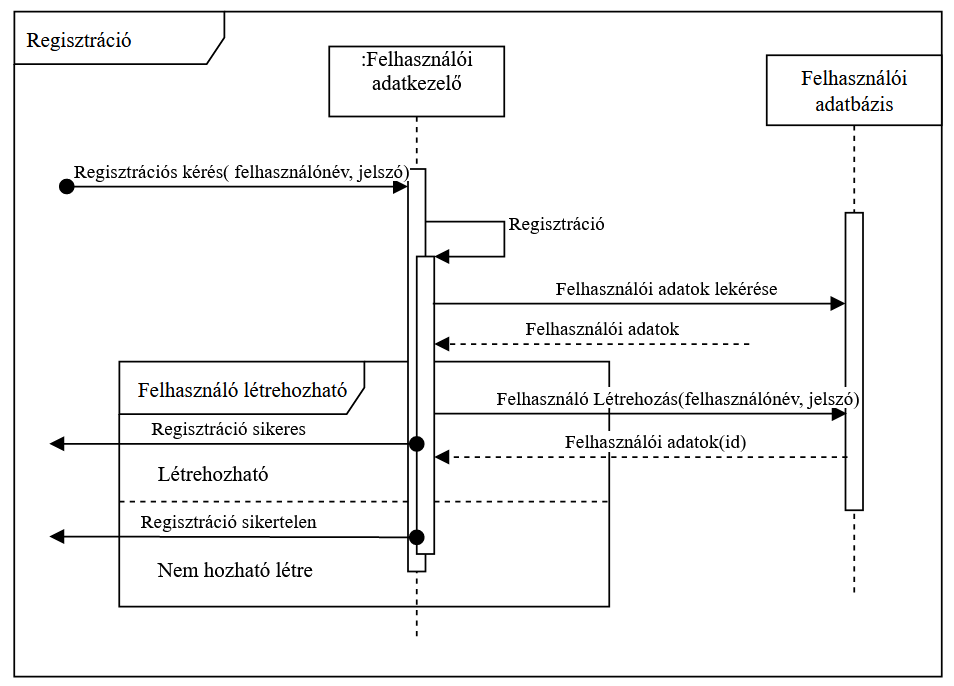 Regisztráció
:Felhasználói
adatkezelő
Felhasználói
adatbázis
Regisztrációs kérés( felhasználónév, jelszó)
Regisztráció
Felhasználói adatok lekérése
Felhasználói adatok
Felhasználó létrehozható
Felhasználó Létrehozás(felhasználónév, jelszó)
Regisztráció sikeres
Felhasználói adatok(id)
Létrehozható
Regisztráció sikertelen
Nem hozható létre